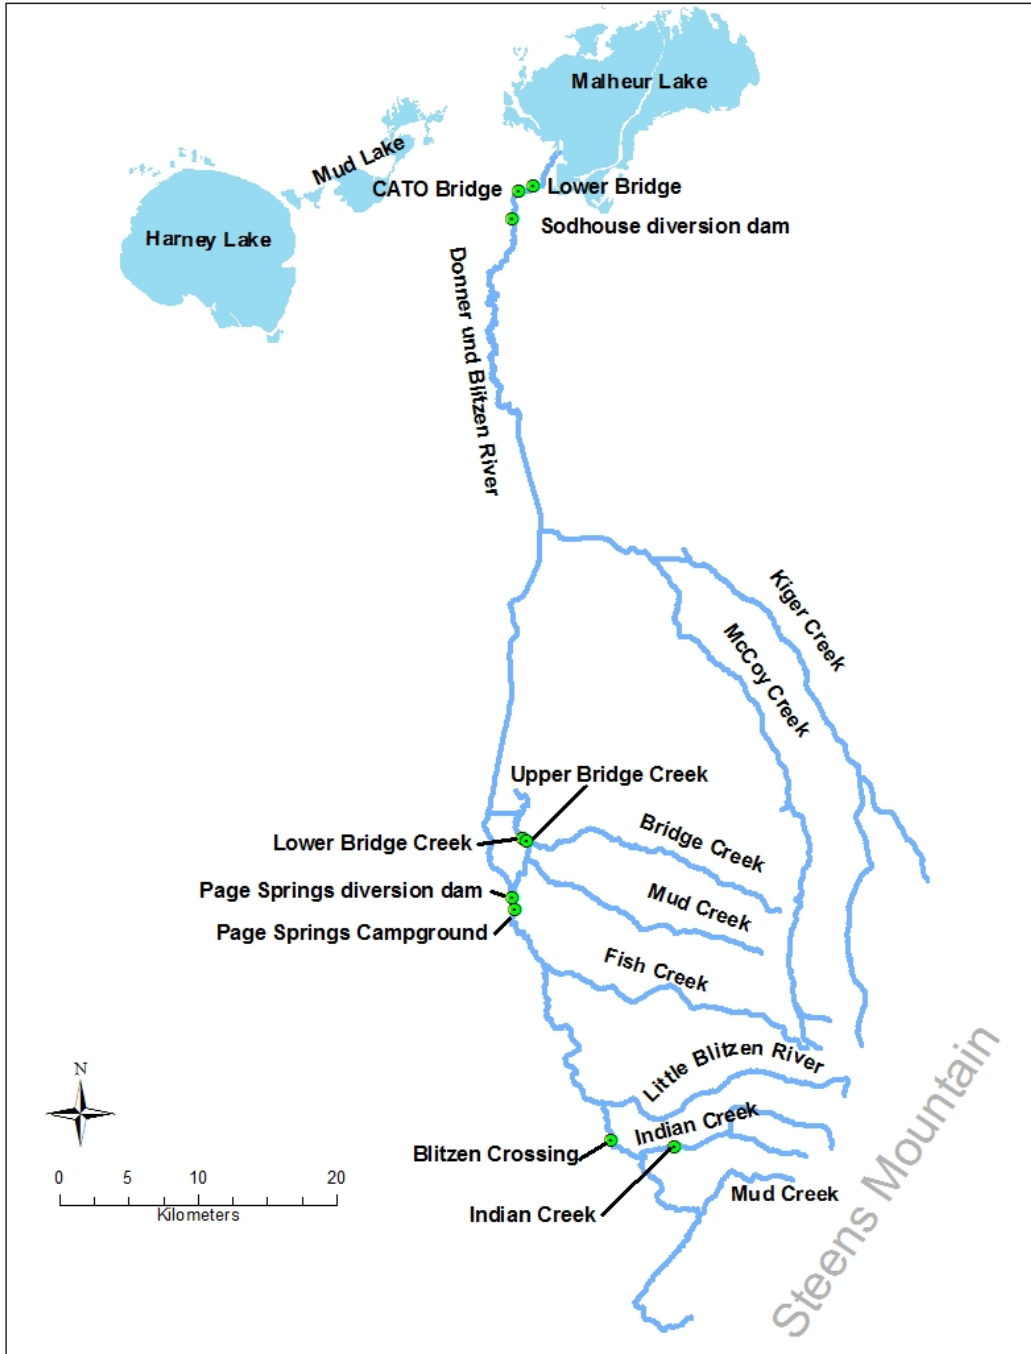 Malheur Lake
Mud Lake
CATO Bridge
Lower Bridge
Harney Lake
Sodhouse diversion dam
Donner und Blitzen River
Kiger Creek
McCoy Creek
Upper Bridge Creek
Lower Bridge Creek
Bridge Creek
Page Springs diversion dam
Mud Creek
Page Springs Campground
Fish Creek
Little Blitzen River
Steens Mountain
N
Indian Creek
Blitzen Crossing
0 5 10 20
Kilometers
Mud Creek
Indian Creek